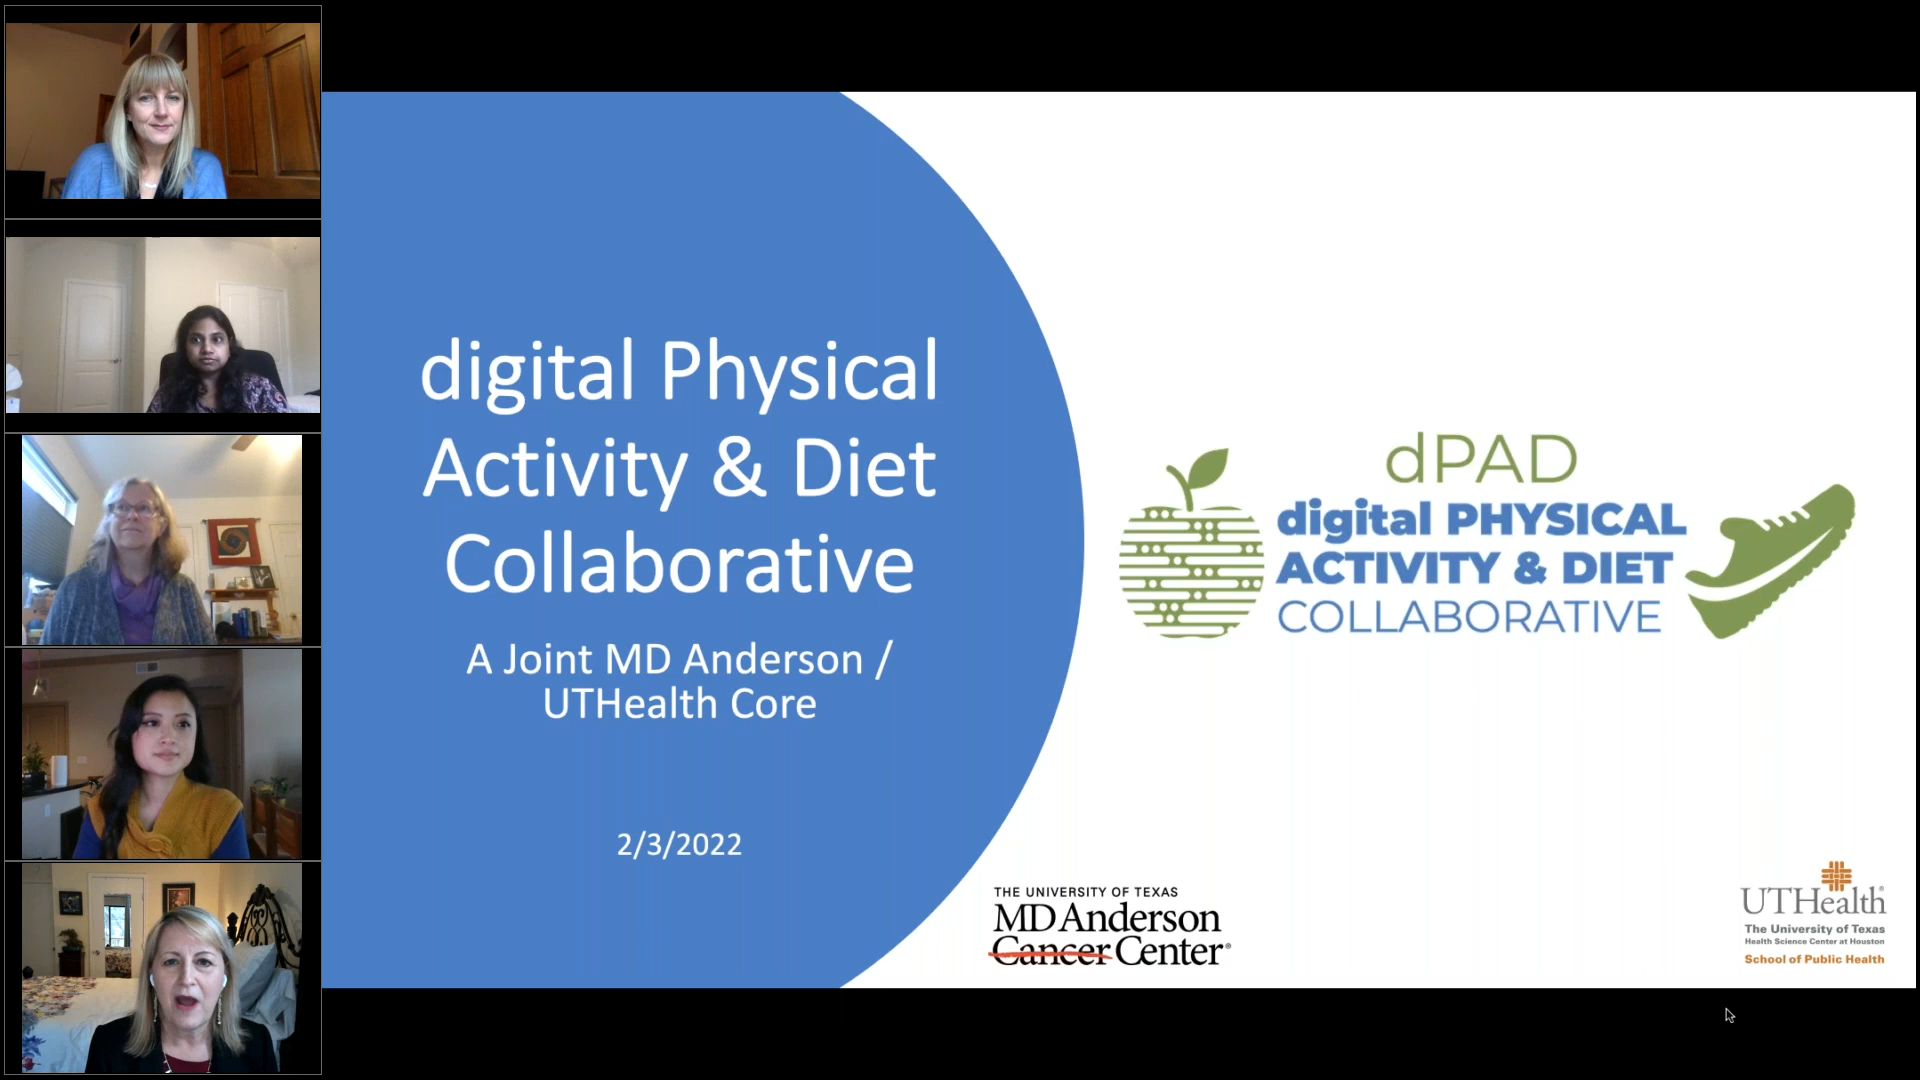 digital Physical
Activity & Diet
Collaborative
A Joint MD Anderson /
UTHealth Core
2/3/2022
dPAD
digital PHYSICAL
ACTIVITY & DIET
COLLABORATIVE
THE UNIVERSITY OF TEXAS
MD Anderson
Cancer Center®
UTHealth®
The University of Texas
Health Science Center at Houston
School of Public Health